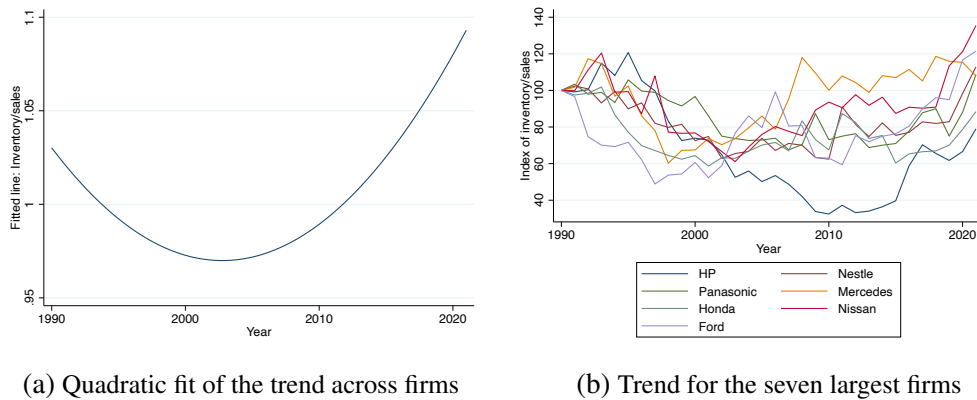 1.1
1.05
1
.95
Fitted line: Inventory/sales
1990
2000
2010
2020
Year
(a) Quadratic fit of the trend across firms
140
120
100
80
60
40
Index of inventory/sales
1990
2000
2010
2020
Year
HP
Nestle
Panasonic
Mercedes
Honda
Nissan
Ford
(b) Trend for the seven largest firms